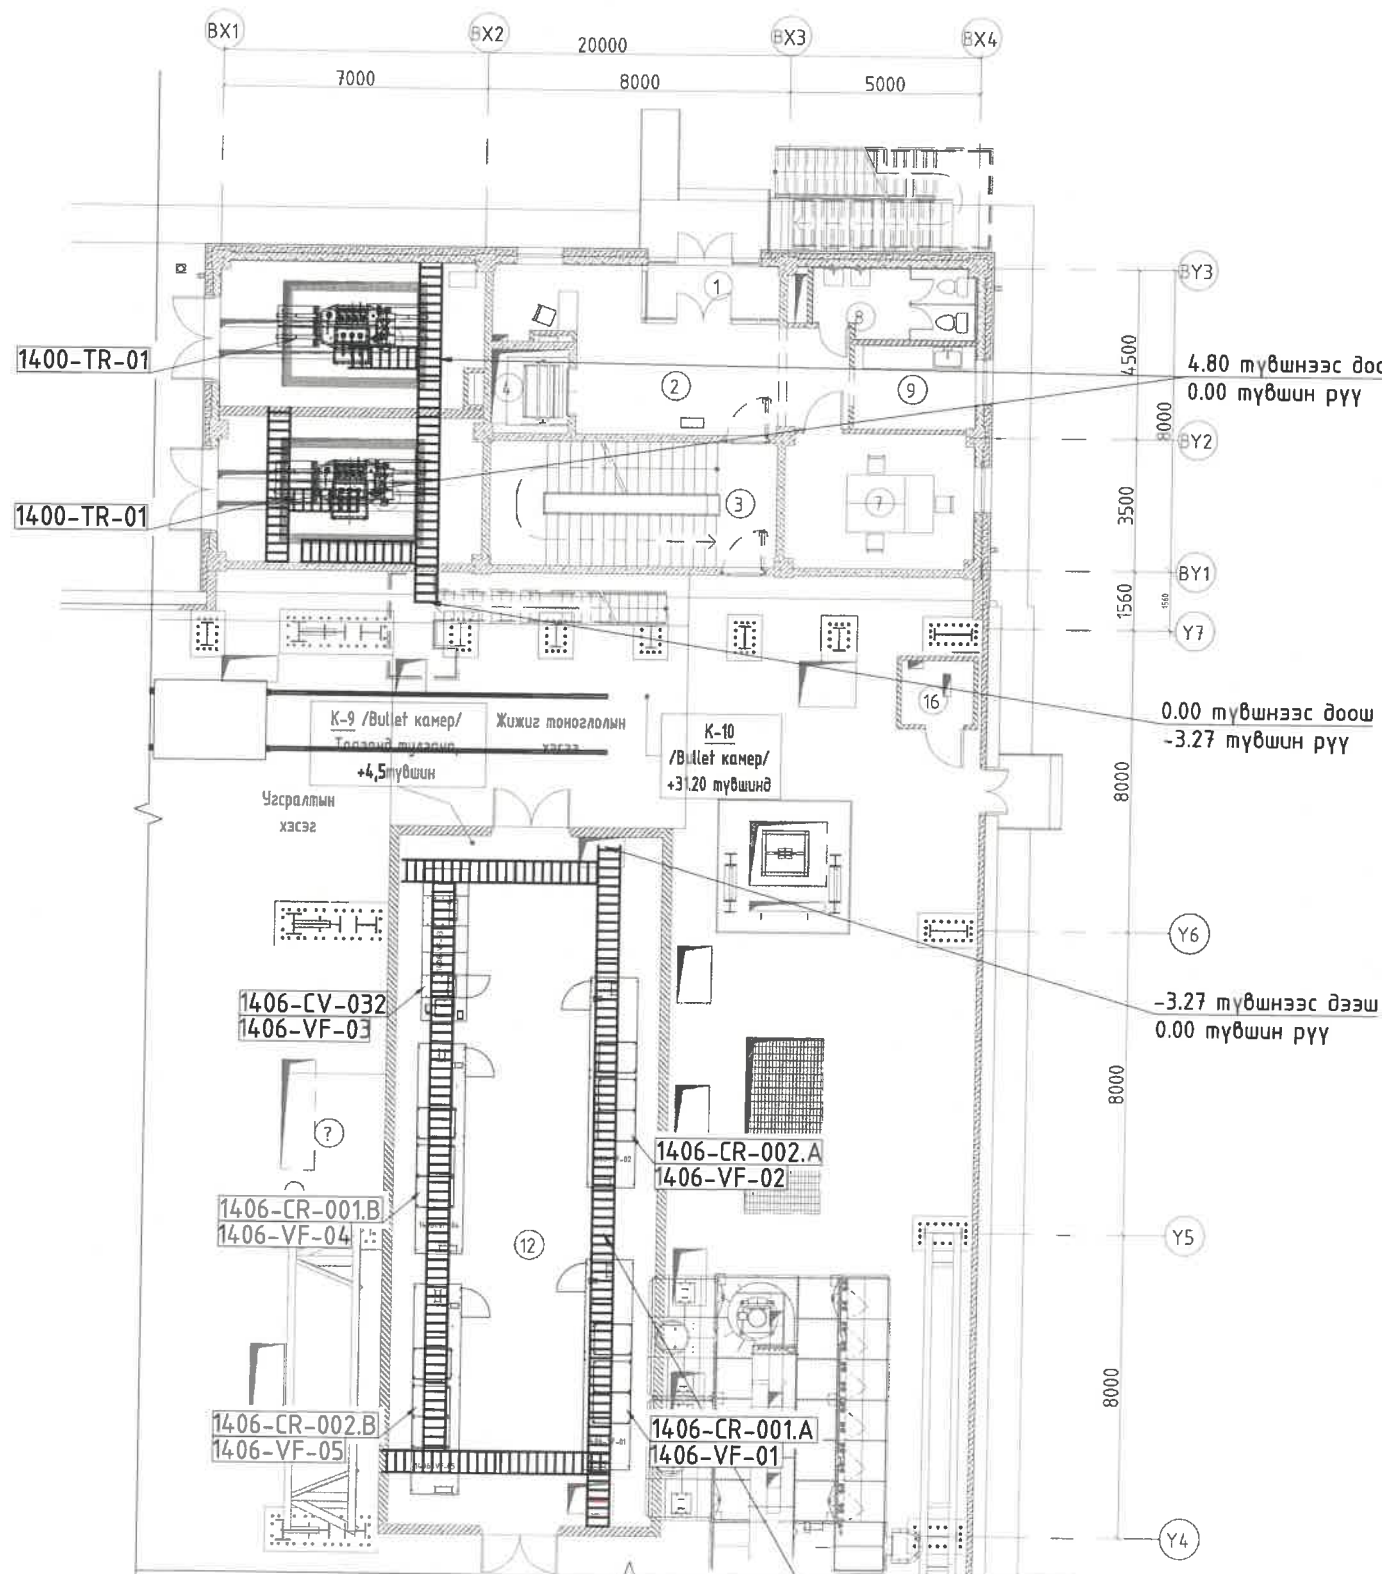 BX1
BX2
BX3
BX4
20000
7000
8000
5000
BY3
1
8
1400-TR-01
4.80 түвшнээс
0.00 түвшин рүү
4500
4
2
9
8000
BY2
1400-TR-01
3
7
3500
BY1
1560
1560
Y7
16
0.00 түвшнээс доош
-3.27 түвшин рүү
K-9 /Bullet камер/
+4,5түвшин
Жижиг тоноглолын
хэсэг
K-10
/Bullet камер/
+31.20 түвшинд
8000
Угсралтын
хэсэг
Y6
1406-CV-032
1406-VF-03
-3.27 түвшнээс дээш
0.00 түвшин рүү
8000
?
1406-CR-002.A
1406-VF-02
1406-CR-001.B
1406-VF-04
12
Y5
8000
1406-CR-002.B
1406-VF-05
1406-CR-001.A
1406-VF-01
1406-VF-05
Y4